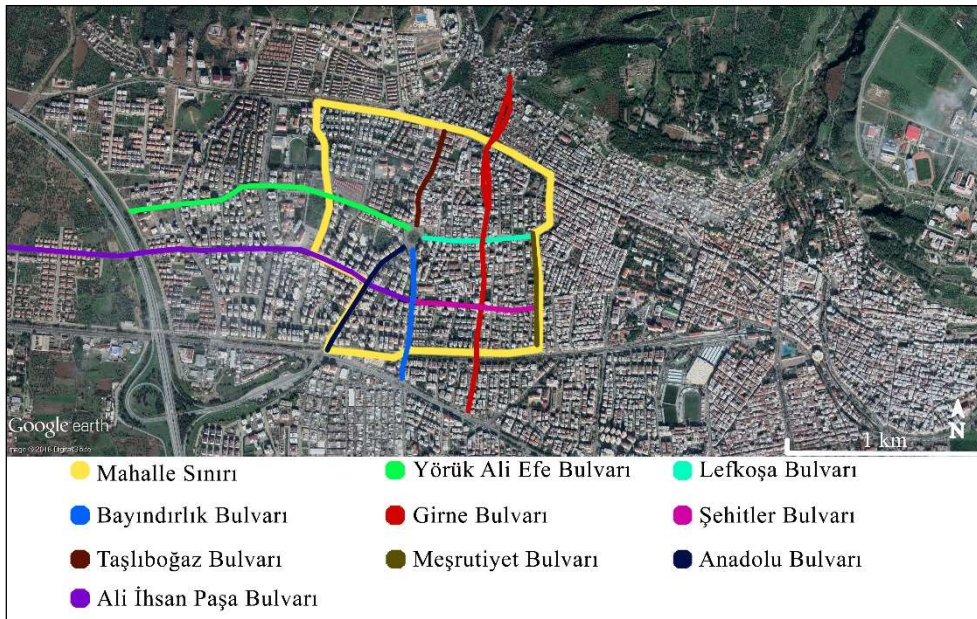 N
1 km
Google earth
Mahalle Sınırı
Yörük Ali Efe Bulvarı
Lefkoşa Bulvarı
Bayındırlık Bulvarı
Girne Bulvarı
Şehitler Bulvarı
Taşlıboğaz Bulvarı
Meşrutiyet Bulvarı
Anadolu Bulvarı
Ali İhsan Paşa Bulvarı